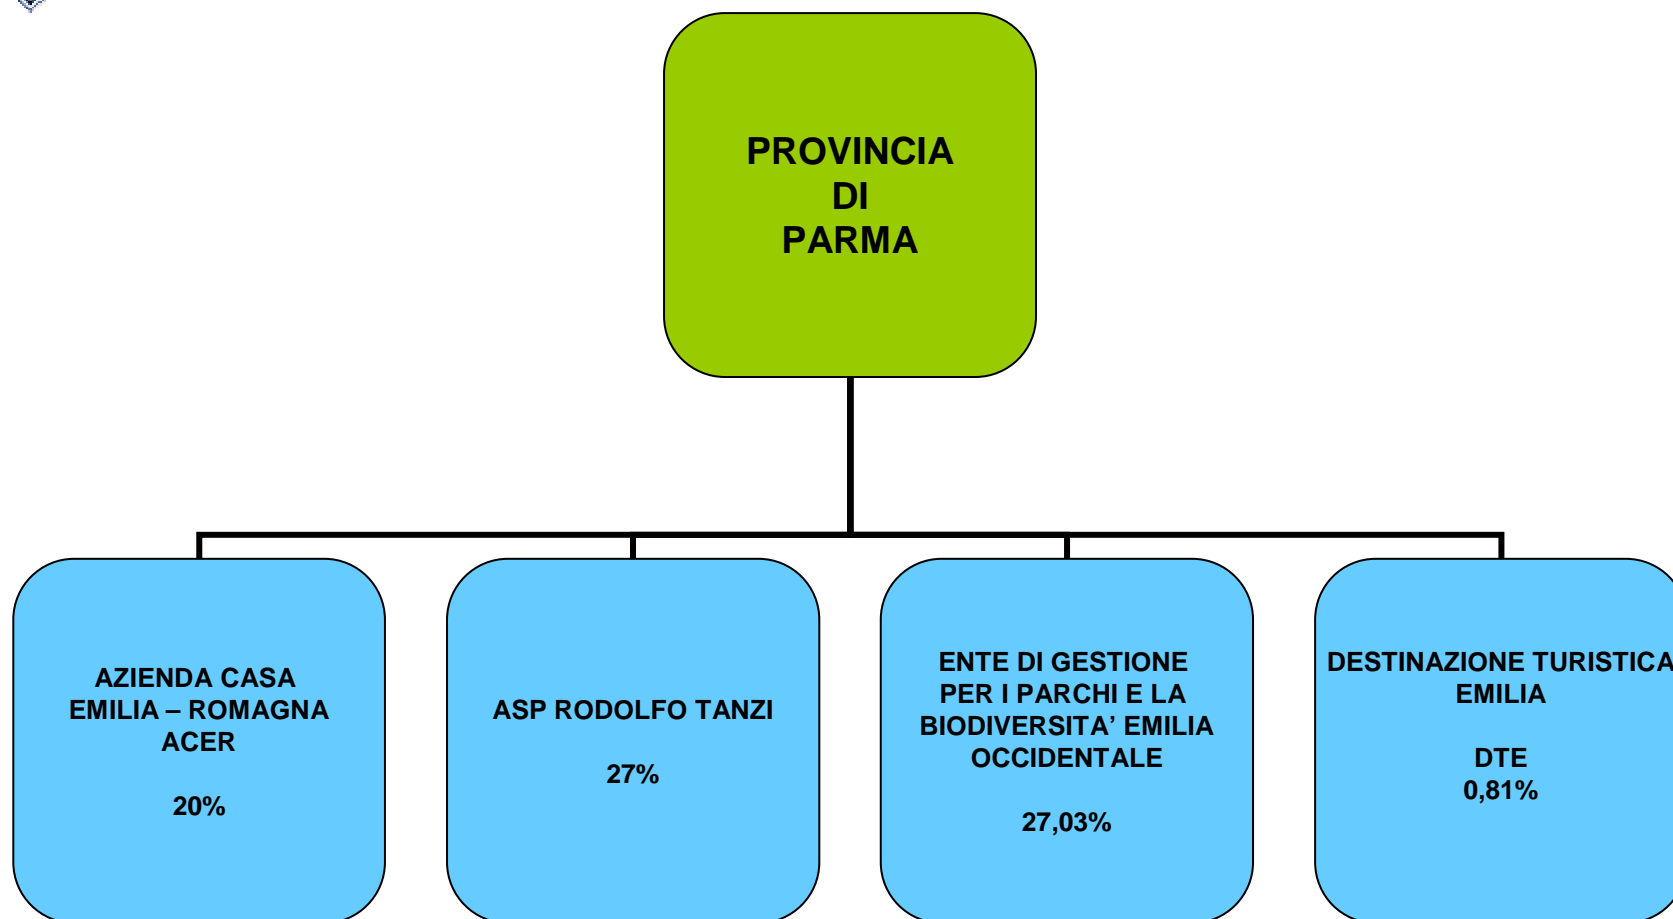 PROVINCIA
DI
PARMA
AZIENDA CASA
EMILIA – ROMAGNA
ACER
20%
ASP RODOLFO TANZI
27%
ENTE DI GESTIONE
PER I PARCHI E LA
BIODIVERSITA’ EMILIA
OCCIDENTALE
27,03%
DESTINAZIONE TURISTICA
EMILIA
DTE
0,81%